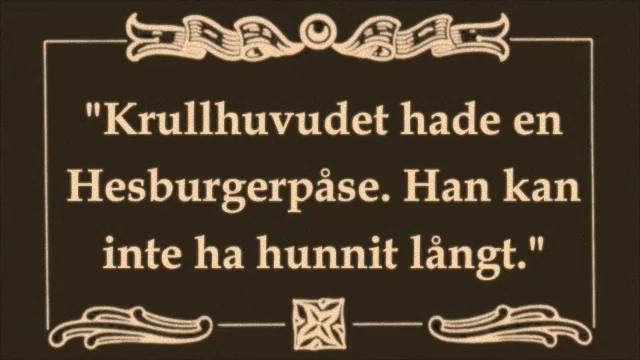 "Krullhuvudet hade en
Hesburgerpåse. Han kan
inte ha hunnit långt."